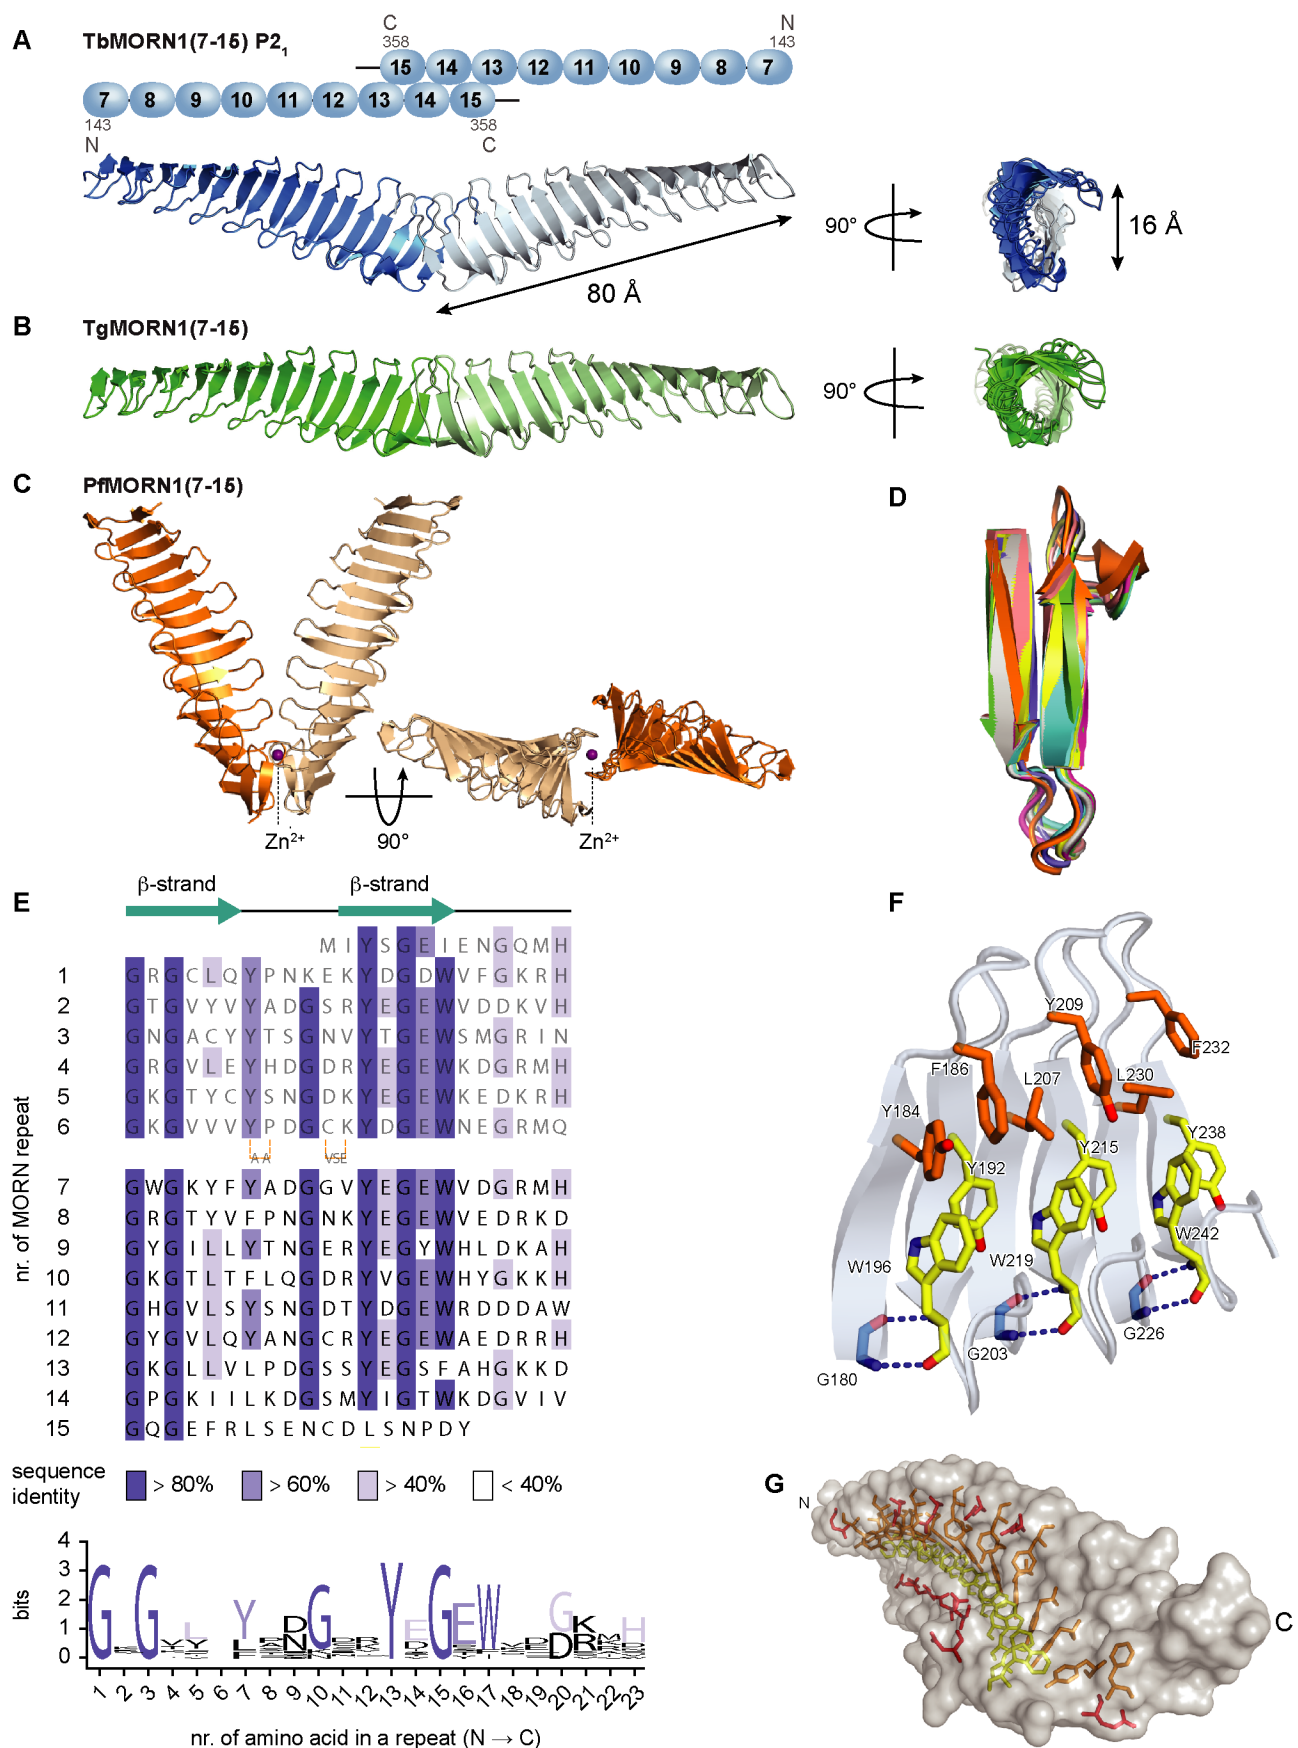 A
TbMORN1(7-15) P2₁
C
358
N
143
15 14 13 12 11 10 9 8 7
7 8 9 10 11 12 13 14 15
143
N
358
C
80 Å
90°
16 Å
B
TgMORN1(7-15)
90°
C
PfMORN1(7-15)
Zn²⁺
90°
Zn²⁺
D
E
β-strand
β-strand
nr. of MORN repeat
M I Y S G E I E N G Q M H
1 G R G C L Q Y P N K E K Y D G D W V F G K R H
2 G T G V Y V Y A D G S R Y E G E W V D D K V H
3 G N G A C Y Y T S G N V Y T G E W S M G R I N
4 G R G V L E Y H D G D R Y E G E W K D G R M H
5 G K G T Y C Y S N G D K Y E G E W K E D K R H
6 G K G V V V Y P D G C K Y D G E W N E G R M Q
A A VSE
7 G W G K Y F Y A D G G V Y E G E W V D G R M H
8 G R G T Y V F P N G N K Y E G E W V E D R K D
9 G Y G I L L Y T N G E R Y E G Y W H L D K A H
10 G K G T L T F L Q G D R Y V G E W H Y G K K H
11 G H G V L S Y S N G D T Y D G E W R D D D A W
12 G Y G V L Q Y A N G C R Y E G E W A E D R R H
13 G K G L L V L P D G S S Y E G S F A H G K K D
14 G P G K I I L K D G S M Y I G T W K D G V I V
15 G Q G E F R L S E N C D L S N P D Y
sequence identity
> 80%
> 60%
> 40%
< 40%
bits
4
3
2
1
0
1 2 3 4 5 6 7 8 9 10 11 12 13 14 15 16 17 18 19 20 21 22 23
nr. of amino acid in a repeat (N → C)
F
Y209
F232
F186
L207
L230
Y184
Y192
Y215
Y238
W196
W219
W242
G180
G203
G226
G
N
C